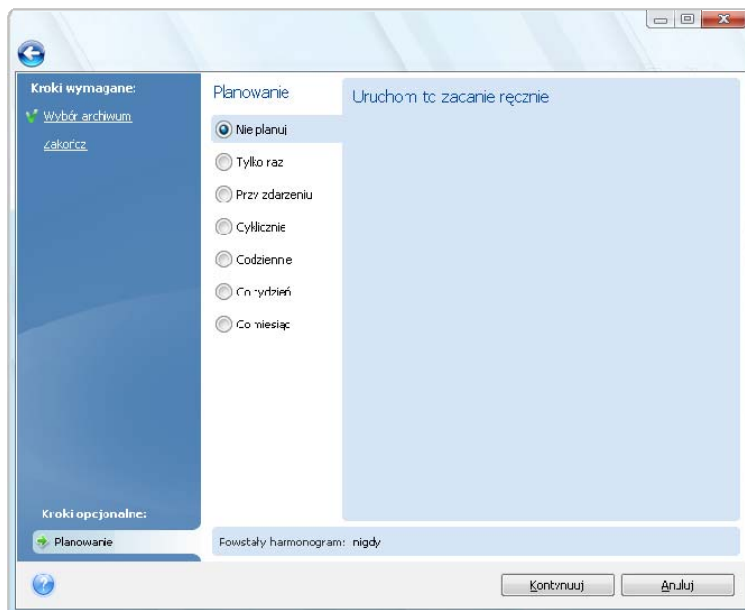 Kroki wymagane:
Wybór archiwum
Zakończ
Planowanie
Nie planuj
Tylko raz
Przy zdarzeniu
Cyklicznie
Codziennie
Co tydzień
Co miesiąc
Uruchom to zadanie ręcznie
Kroki opcjonalne:
Planowanie
Powstały harmonogram: nigdy
Kontynuuj
Anuluj